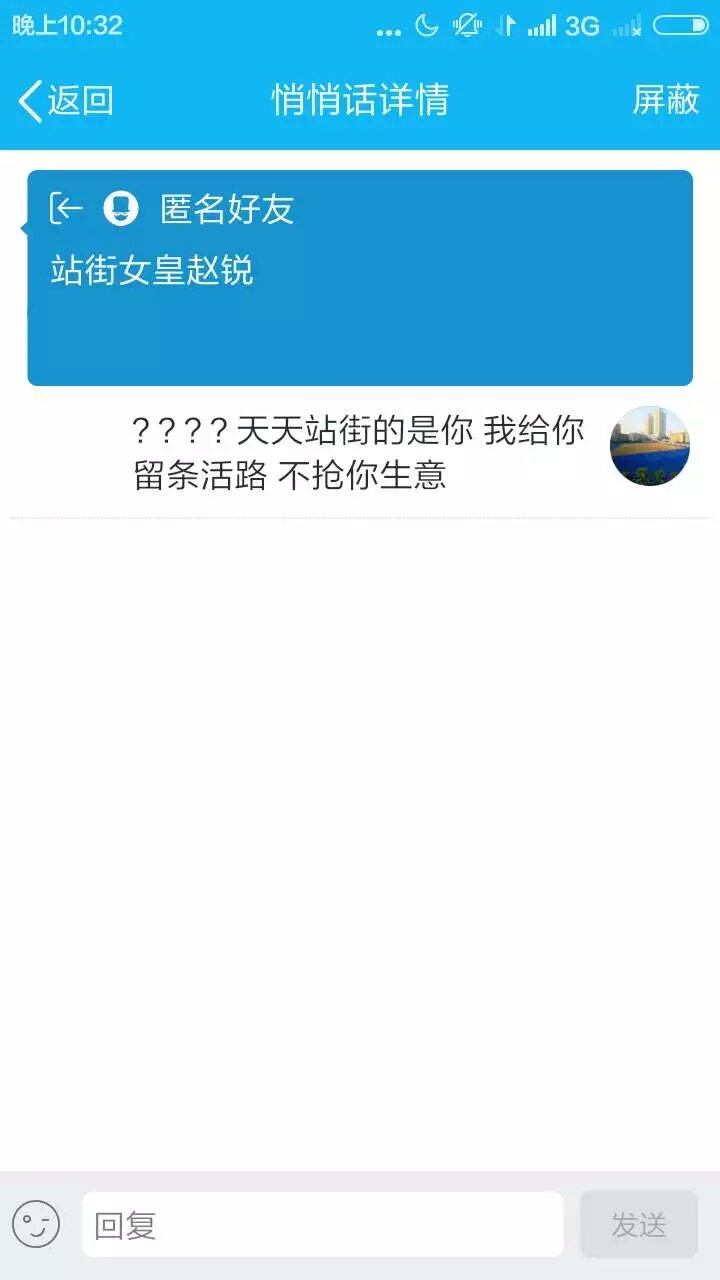 晚上10:32
3G
返回
悄悄话详情
屏蔽
匿名好友
站街女皇赵锐
????天天站街的是你 我给你
留条活路 不抢你生意
回复
发送